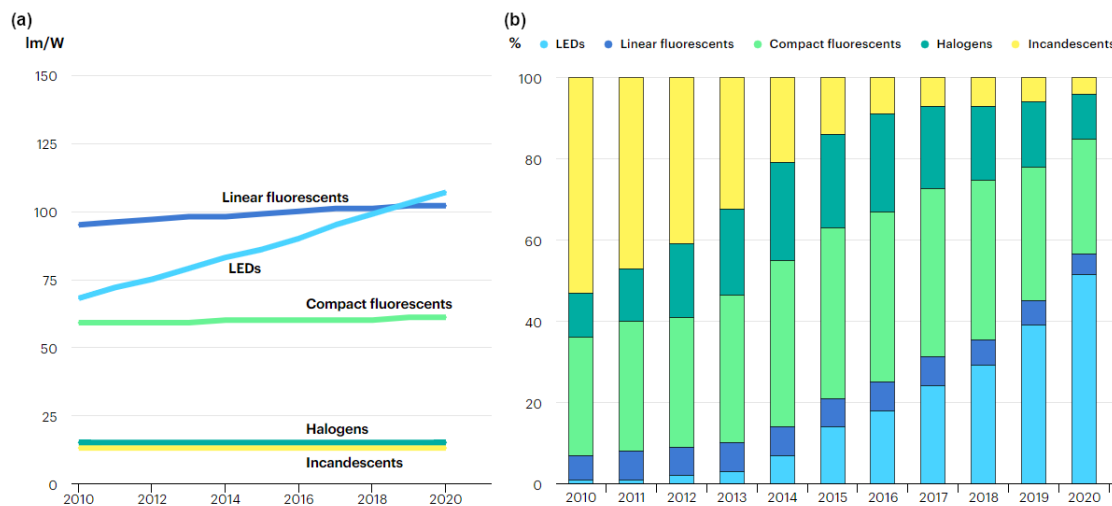 (a)
lm/W
150
125
100
75
50
25
0
Linear fluorescents
LEDs
Compact fluorescents
Halogens
Incandescents
2010 2012 2014 2016 2018 2020
(b)
% LEDs Linear fluorescents Compact fluorescents Halogens Incandescents
100
80
60
40
20
0
2010 2011 2012 2013 2014 2015 2016 2017 2018 2019 2020